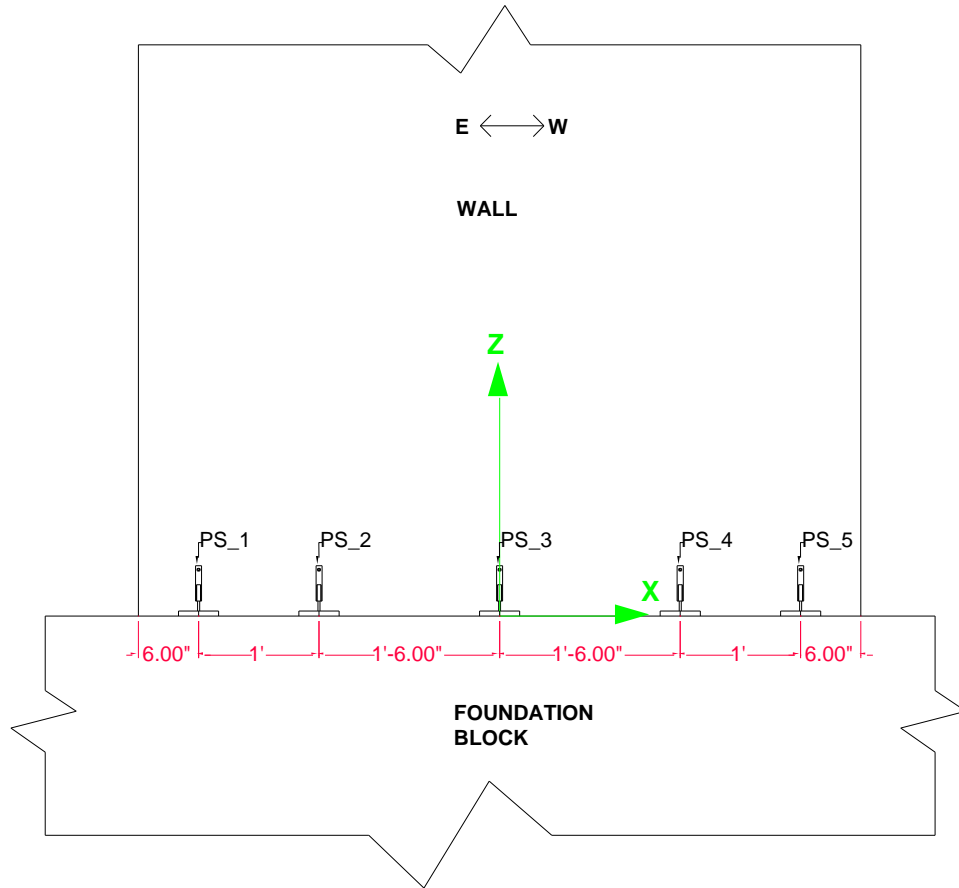 E W
WALL
Z
PS_1 PS_2 PS_3 PS_4 PS_5
X
6.00" 1' 1'-6.00" 1'-6.00" 1' 6.00"
FOUNDATION
BLOCK